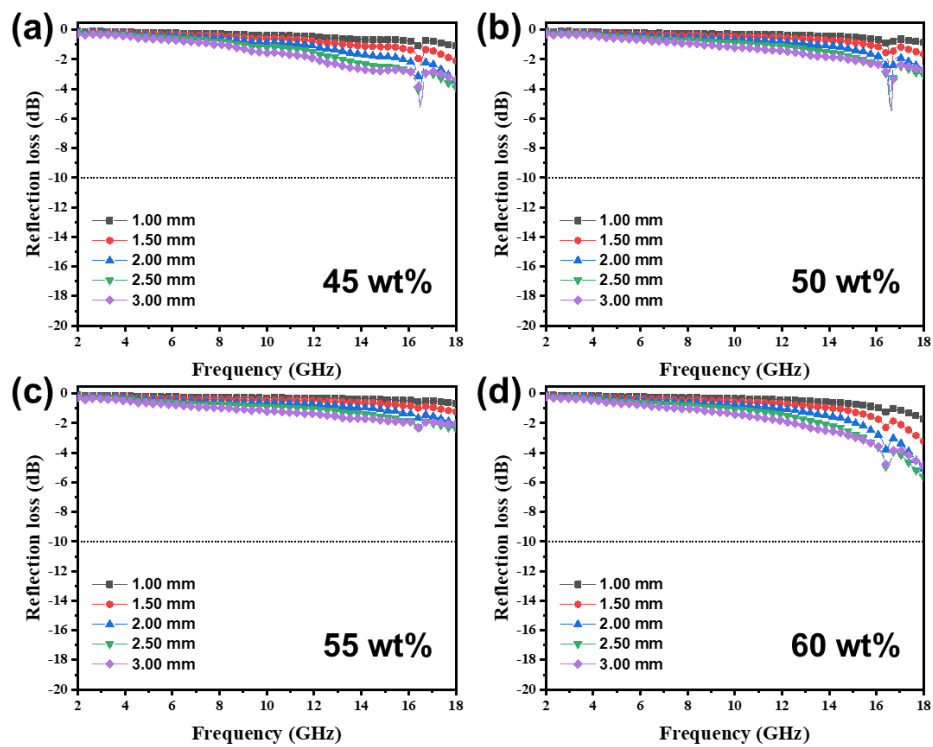 (a)
0
-2
-4
-6
-8
-10
-12
-14
-16
-18
-20
Reflection loss (dB)
1.00 mm
1.50 mm
2.00 mm
2.50 mm
3.00 mm
45 wt%
2 4 6 8 10 12 14 16 18
Frequency (GHz)
(b)
0
-2
-4
-6
-8
-10
-12
-14
-16
-18
-20
Reflection loss (dB)
1.00 mm
1.50 mm
2.00 mm
2.50 mm
3.00 mm
50 wt%
2 4 6 8 10 12 14 16 18
Frequency (GHz)
(c)
0
-2
-4
-6
-8
-10
-12
-14
-16
-18
-20
Reflection loss (dB)
1.00 mm
1.50 mm
2.00 mm
2.50 mm
3.00 mm
55 wt%
2 4 6 8 10 12 14 16 18
Frequency (GHz)
(d)
0
-2
-4
-6
-8
-10
-12
-14
-16
-18
-20
Reflection loss (dB)
1.00 mm
1.50 mm
2.00 mm
2.50 mm
3.00 mm
60 wt%
2 4 6 8 10 12 14 16 18
Frequency (GHz)